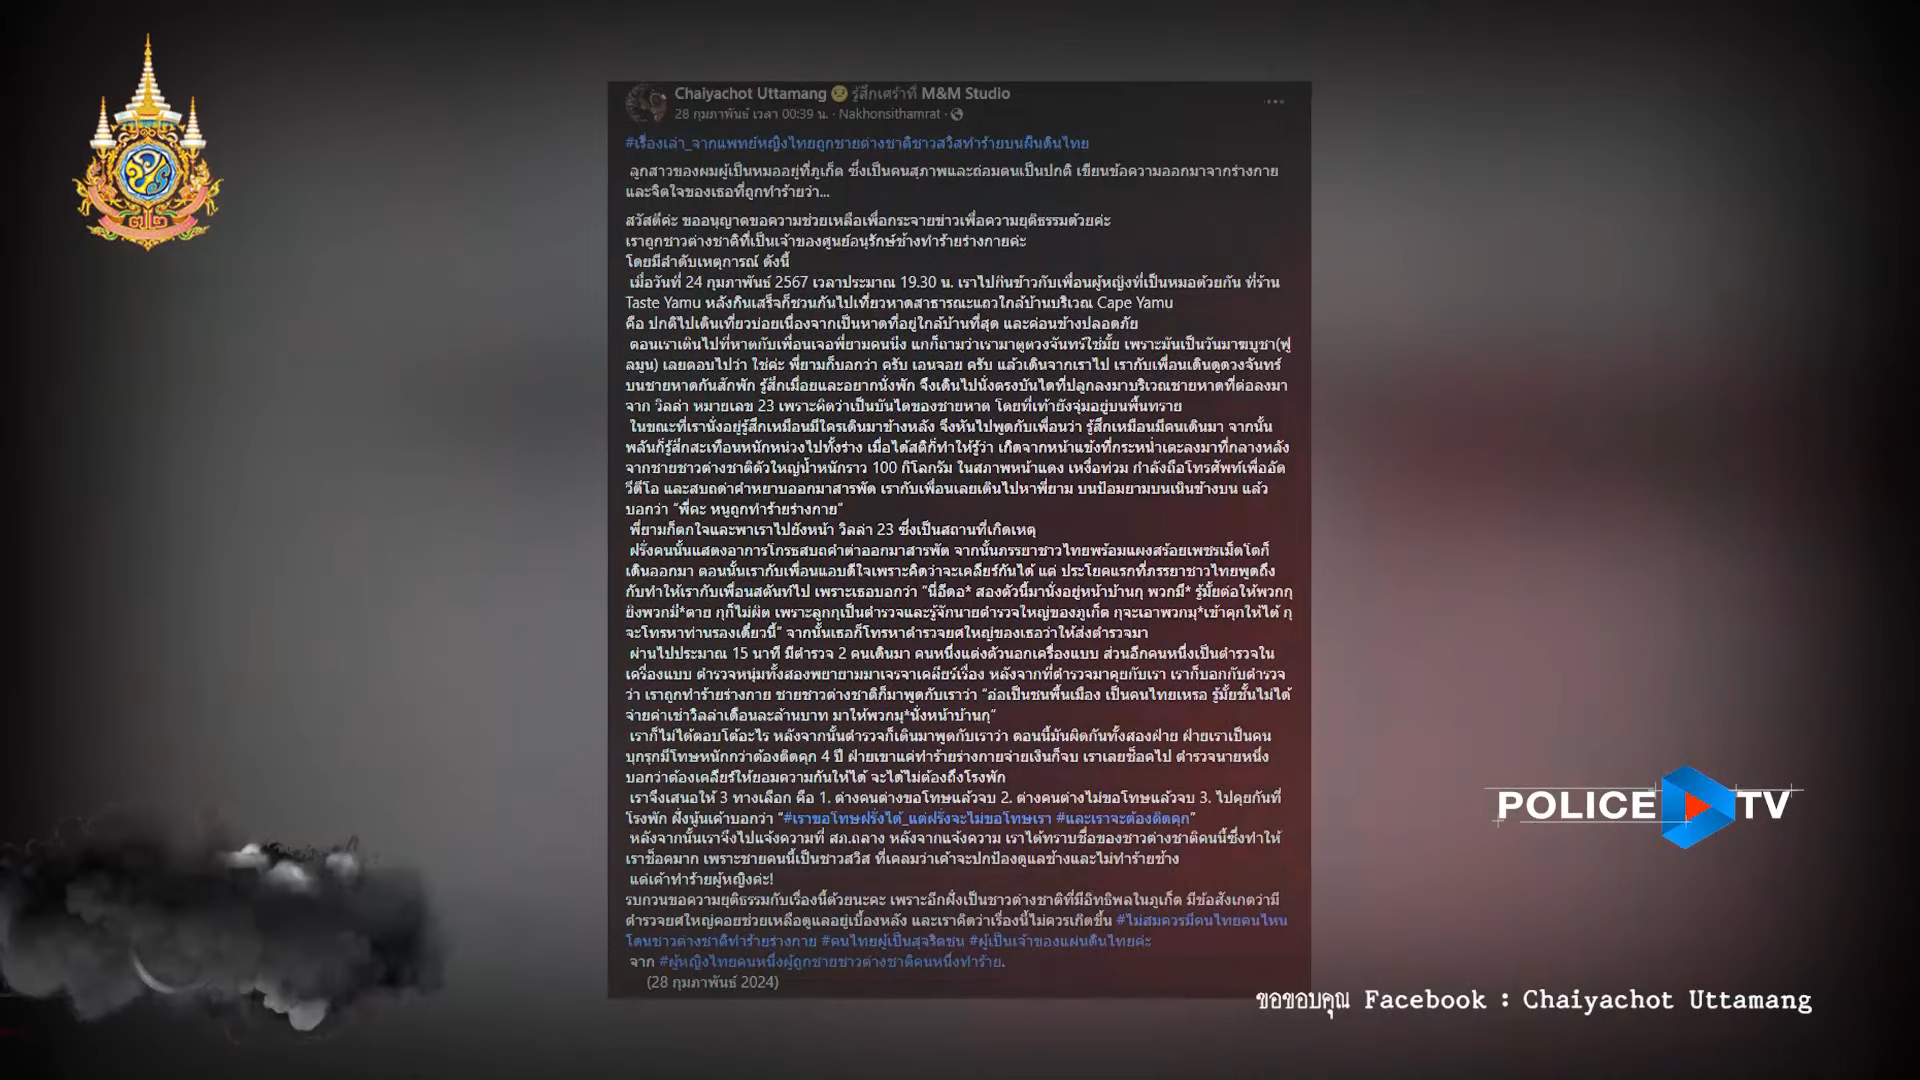 Chaiyachot Uttamang รู้สึกเศร้าที่ M&M Studio
28 กุมภาพันธ์ เวลา 00:39 น. · Nakhonsithamrat ·
#เรื่องเล่า_จากแพทย์หญิงไทยถูกชายต่างชาติชาวสวิสทำร้ายบนผืนดินไทย
ลูกสาวของผมผู้เป็นหมออยู่ที่ภูเก็ต ซึ่งเป็นคนสุภาพและถ่อมตนเป็นปกติ เขียนข้อความออกมาจากร่างกาย
และจิตใจของเธอที่ถูกทำร้ายว่า...
สวัสดีค่ะ ขออนุญาตขอความช่วยเหลือเพื่อกระจายข่าวเพื่อความยุติธรรมด้วยค่ะ
เราถูกชาวต่างชาติที่เป็นเจ้าของศูนย์อนุรักษ์ช้างทำร้ายร่างกายค่ะ
โดยมีลำดับเหตุการณ์ ดังนี้
เมื่อวันที่ 24 กุมภาพันธ์ 2567 เวลาประมาณ 19.30 น. เราไปกินข้าวกับเพื่อนผู้หญิงที่เป็นหมอด้วยกัน ที่ร้าน
Taste Yamu หลังกินเสร็จก็ชวนกันไปเที่ยวหาดสาธารณะแถวใกล้บ้านบริเวณ Cape Yamu
คือ ปกติไปเดินเที่ยวบ่อยเนื่องจากเป็นหาดที่อยู่ใกล้บ้านที่สุด และค่อนข้างปลอดภัย
ตอนเราเดินไปที่หาดกับเพื่อนเจอพี่ยามคนนึง แกก็ถามว่าเรามาดูดวงจันทร์ใช่มั้ย เพราะมันเป็นวันมาฆบูชา(ฟู
ลมูน) เลยตอบไปว่า ใช่ค่ะ พี่ยามก็บอกว่า ครับ เอนจอย ครับ แล้วเดินจากเราไป เรากับเพื่อนเดินดูดวงจันทร์
บนชายหาดกันสักพัก รู้สึกเมื่อยและอยากนั่งพัก จึงเดินไปนั่งตรงบันไดที่ปลูกลงมาบริเวณชายหาดที่ต่อลงมา
จาก วิลล่า หมายเลข 23 เพราะคิดว่าเป็นบันไดของชายหาด โดยที่เท้ายังจุ่มอยู่บนพื้นทราย
ในขณะที่เรานั่งอยู่รู้สึกเหมือนมีใครเดินมาข้างหลัง จึงหันไปพูดกับเพื่อนว่า รู้สึกเหมือนมีคนเดินมา จากนั้น
พลันก็รู้สึกสะเทือนหนักหน่วงไปทั้งร่าง เมื่อได้สติก็ทำให้รู้ว่า เกิดจากหน้าแข้งที่กระหน่ำเตะลงมาที่กลางหลัง
จากชายชาวต่างชาติตัวใหญ่น้ำหนักราว 100 กิโลกรัม ในสภาพหน้าแดง เหงื่อท่วม กำลังถือโทรศัพท์เพื่ออัด
วีดีโอ และสบถด่าคำหยาบออกมาสารพัด เรากับเพื่อนเลยเดินไปหาพี่ยาม บนป้อมยามบนเนินข้างบน แล้ว
บอกว่า "พี่คะ หนูถูกทำร้ายร่างกาย"
พี่ยามก็ตกใจและพาเราไปยังหน้า วิลล่า 23 ซึ่งเป็นสถานที่เกิดเหตุ
ฝรั่งคนนั้นแสดงอาการโกรธสบถคำด่าออกมาสารพัด จากนั้นภรรยาชาวไทยพร้อมแผงสร้อยเพชรเม็ดโตก็
เดินออกมา ตอนนั้นเรากับเพื่อนแอบดีใจเพราะคิดว่าจะเคลียร์กันได้ แต่ ประโยคแรกที่ภรรยาชาวไทยพูดถึง
กับทำให้เรากับเพื่อนสตั๊นท์ไป เพราะเธอบอกว่า "นี่อีดอ* สองตัวนี้มานั่งอยู่หน้าบ้านกุ พวกมึ* รู้มั้ยต่อให้พวกกุ
ยิงพวกมึ*ตาย กุก็ไม่ผิด เพราะลูกกุเป็นตำรวจและรู้จักนายตำรวจใหญ่ของภูเก็ต กุจะเอาพวกมุ*เข้าคุกให้ได้ กุ
จะโทรหาท่านรองเดี๋ยวนี้" จากนั้นเธอก็โทรหาตำรวจยศใหญ่ของเธอว่าให้ส่งตำรวจมา
ผ่านไปประมาณ 15 นาที มีตำรวจ 2 คนเดินมา คนหนึ่งแต่งตัวนอกเครื่องแบบ ส่วนอีกคนหนึ่งเป็นตำรวจใน
เครื่องแบบ ตำรวจหนุ่มทั้งสองพยายามมาเจรจาเคลียร์เรื่อง หลังจากที่ตำรวจมาคุยกับเรา เราก็บอกกับตำรวจ
ว่า เราถูกทำร้ายร่างกาย ชายชาวต่างชาติก็มาพูดกับเราว่า "อ่อเป็นชนพื้นเมือง เป็นคนไทยเหรอ รู้มั้ยชั้นไม่ได้
จ่ายค่าเช่าวิลล่าเดือนละล้านบาท มาให้พวกมุ*นั่งหน้าบ้านกุ"
เราก็ไม่ได้ตอบโต้อะไร หลังจากนั้นตำรวจก็เดินมาพูดกับเราว่า ตอนนี้มันผิดกันทั้งสองฝ่าย ฝ่ายเราเป็นคน
บุกรุกมีโทษหนักกว่าต้องติดคุก 4 ปี ฝ่ายเขาแค่ทำร้ายร่างกายจ่ายเงินก็จบ เราเลยช็อคไป ตำรวจนายหนึ่ง
บอกว่าต้องเคลียร์ให้ยอมความกันให้ได้ จะได้ไม่ต้องถึงโรงพัก
เราจึงเสนอให้ 3 ทางเลือก คือ 1. ต่างคนต่างขอโทษแล้วจบ 2. ต่างคนต่างไม่ขอโทษแล้วจบ 3. ไปคุยกันที่
โรงพัก ฝั่งนู้นเค้าบอกว่า "#เราขอโทษฝรั่งได้_แต่ฝรั่งจะไม่ขอโทษเรา #และเราจะต้องติดคุก"
หลังจากนั้นเราจึงไปแจ้งความที่ สภ.ถลาง หลังจากแจ้งความ เราได้ทราบชื่อของชาวต่างชาติคนนี้ซึ่งทำให้
เราช็อคมาก เพราะชายคนนี้เป็นชาวสวิส ที่เคลมว่าเค้าจะปกป้องดูแลช้างและไม่ทำร้ายช้าง
แต่เค้าทำร้ายผู้หญิงค่ะ!
รบกวนขอความยุติธรรมกับเรื่องนี้ด้วยนะคะ เพราะอีกฝั่งเป็นชาวต่างชาติที่มีอิทธิพลในภูเก็ต มีข้อสังเกตว่ามี
ตำรวจยศใหญ่คอยช่วยเหลือดูแลอยู่เบื้องหลัง และเราคิดว่าเรื่องนี้ไม่ควรเกิดขึ้น #ไม่สมควรมีคนไทยคนไหน
โดนชาวต่างชาติทำร้ายร่างกาย #คนไทยผู้เป็นสุจริตชน #ผู้เป็นเจ้าของแผ่นดินไทยค่ะ
จาก #ผู้หญิงไทยคนหนึ่งผู้ถูกชายชาวต่างชาติคนหนึ่งทำร้าย.
(28 กุมภาพันธ์ 2024)
POLICE TV
ขอขอบคุณ Facebook : Chaiyachot Uttamang